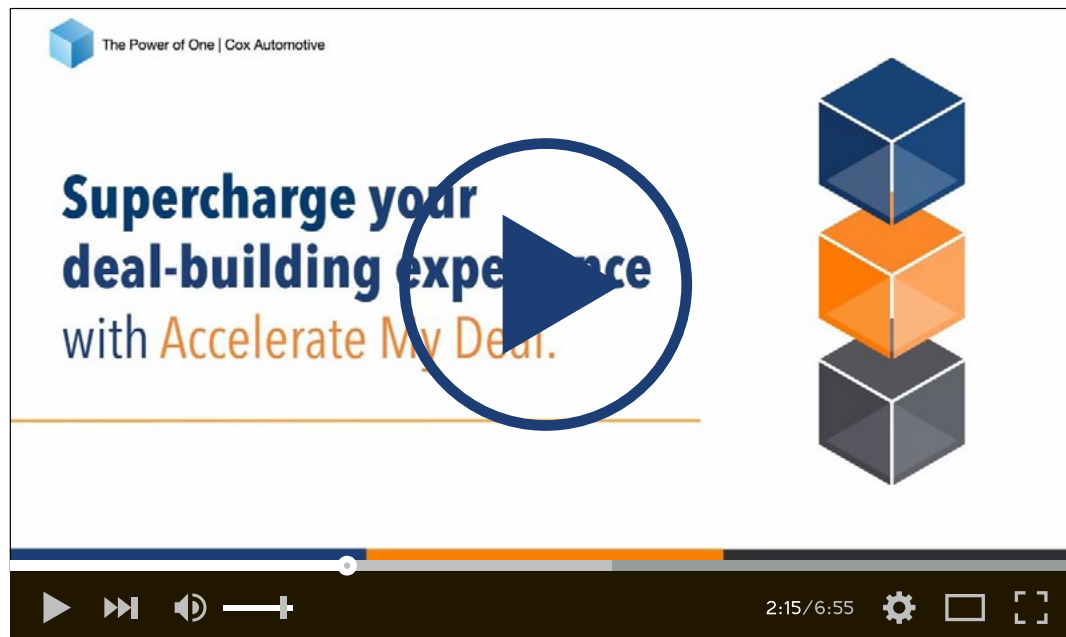 The Power of One | Cox Automotive
Supercharge your
deal-building experience
with Accelerate My Deal.
2:15/6:55